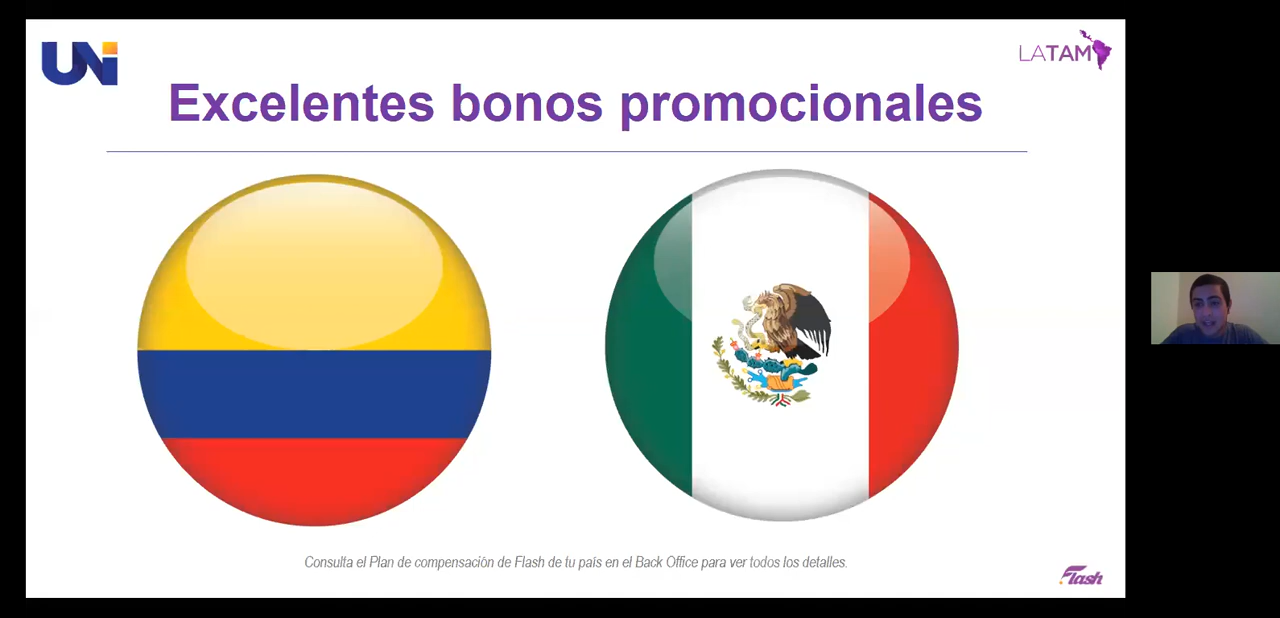 UNi
LATAM
Excelentes bonos promocionales
Consulta el Plan de compensación de Flash de tu país en el Back Office para ver todos los detalles.
Flash